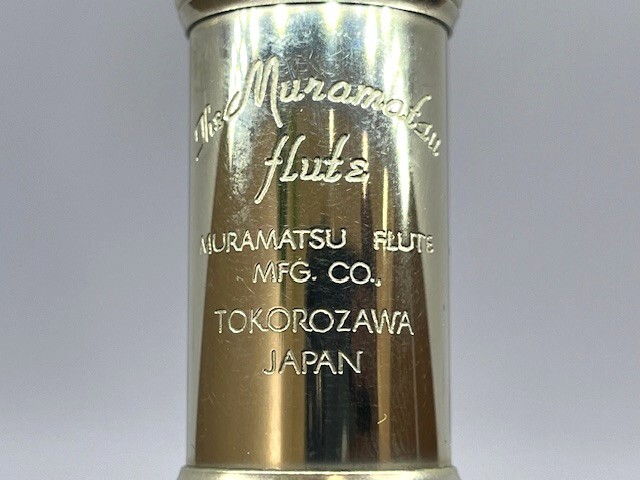 The Muramatsu
flute
MURAMATSU FLUTE
MFG. CO.,
TOKOROZAWA
JAPAN